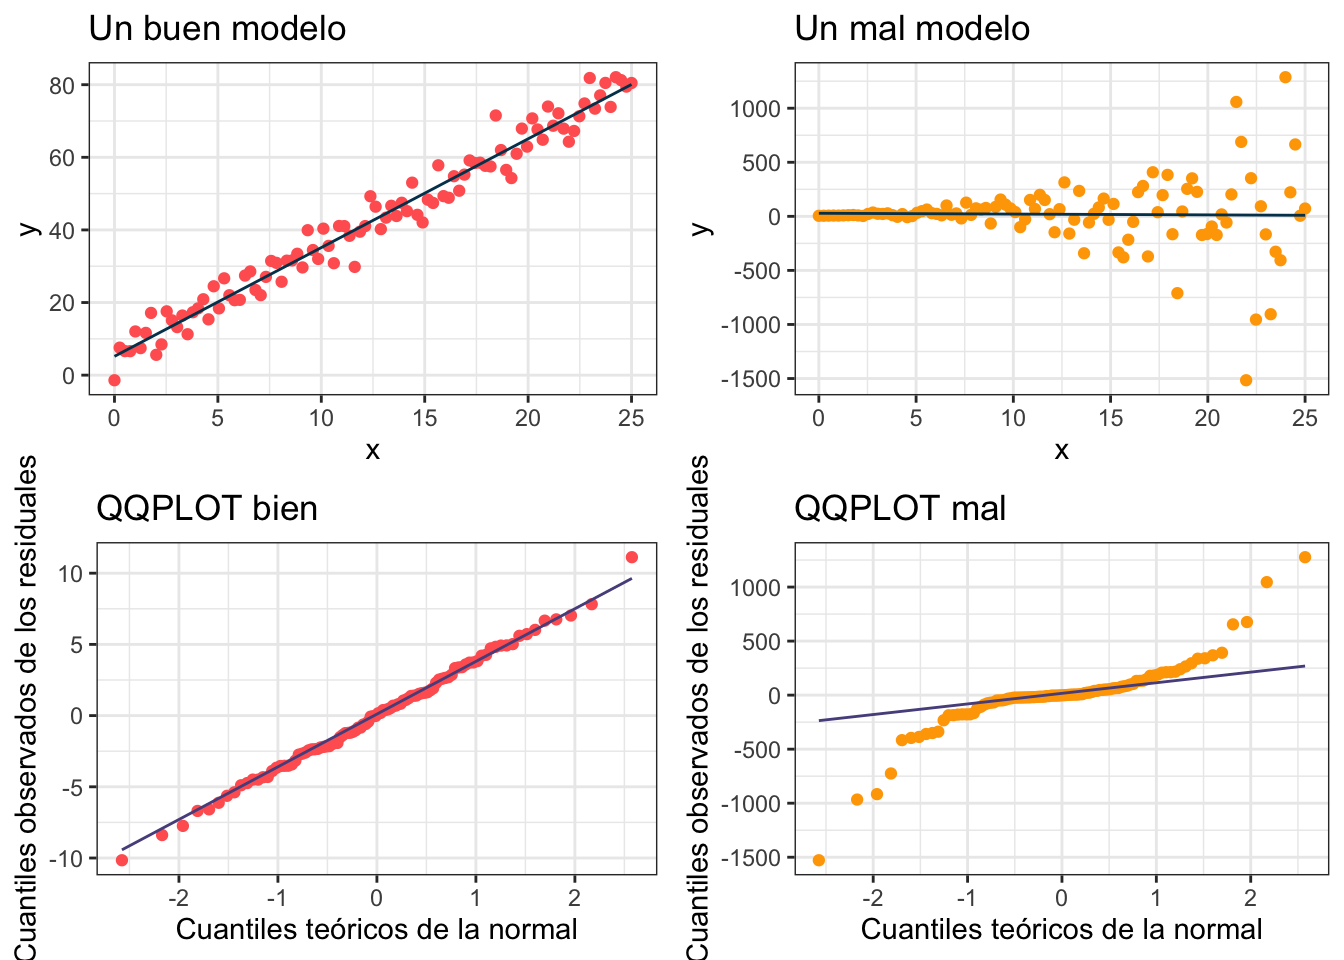 Un buen modelo
80
60
40
20
0
y
0 5 10 15 20 25
x
Un mal modelo
1000
500
0
-500
-1000
-1500
y
0 5 10 15 20 25
x
QQPLOT bien
10
5
0
-5
-10
Cuantiles observados de los residuales
-2 -1 0 1 2
Cuantiles teóricos de la normal
QQPLOT mal
1000
500
0
-500
-1000
-1500
Cuantiles observados de los residuales
-2 -1 0 1 2
Cuantiles teóricos de la normal